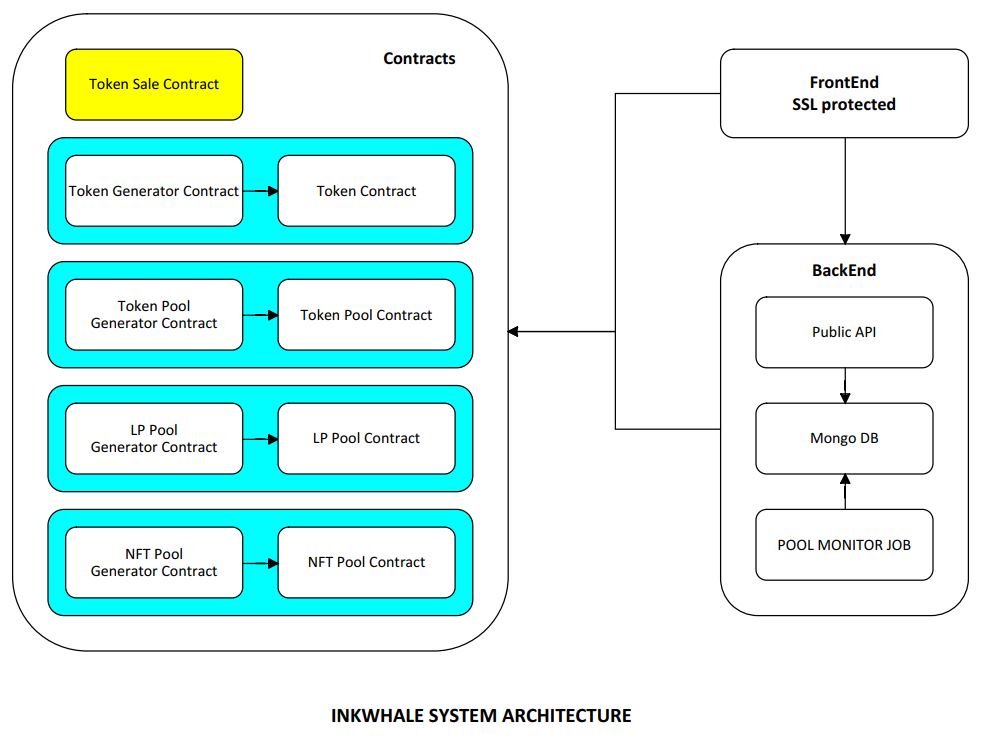 Contracts
Token Sale Contract
Token Generator Contract
Token Contract
Token Pool
Generator Contract
Token Pool Contract
LP Pool
Generator Contract
LP Pool Contract
NFT Pool
Generator Contract
NFT Pool Contract
FrontEnd
SSL protected
BackEnd
Public API
Mongo DB
POOL MONITOR JOB
INKWHALE SYSTEM ARCHITECTURE